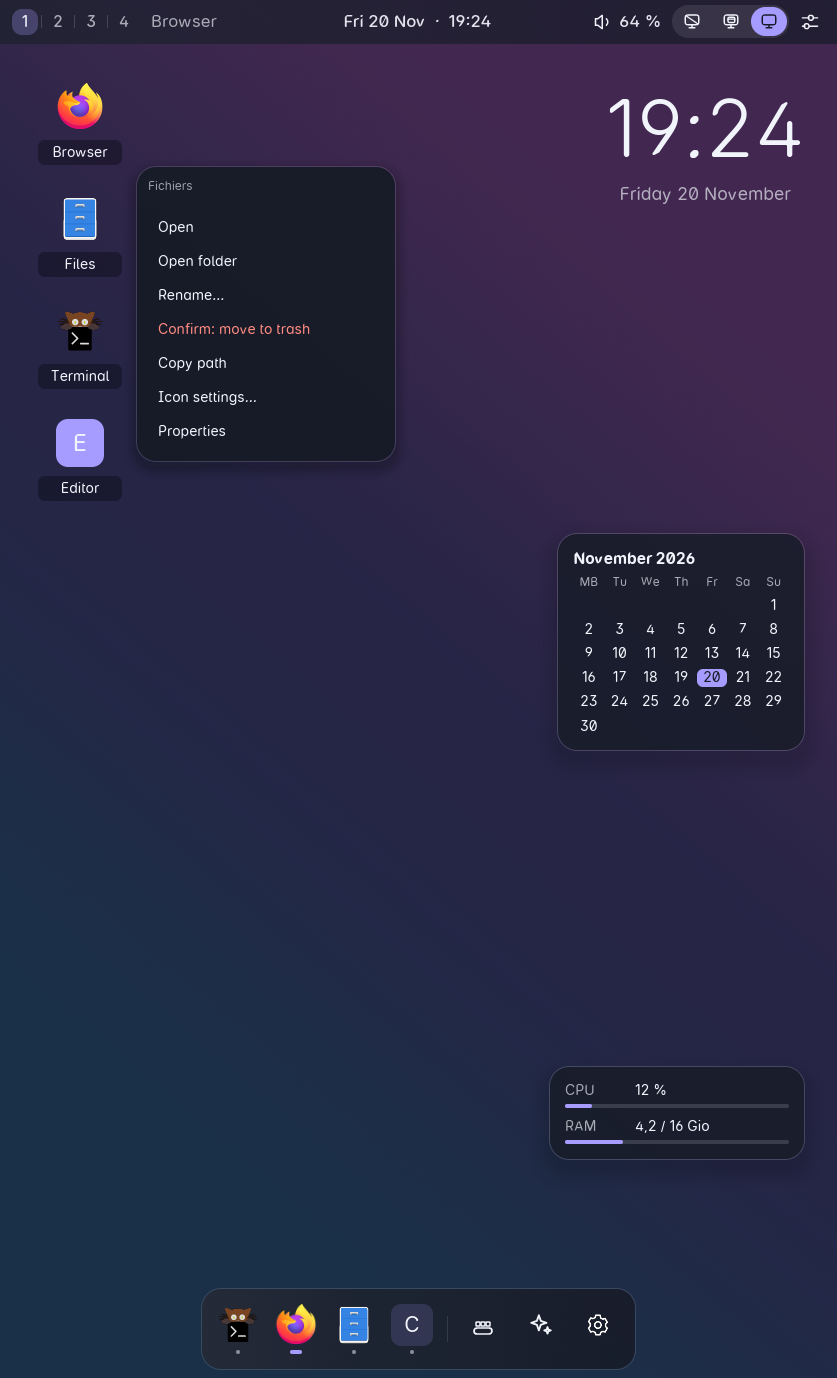 1 2 3 4 Browser Fri 20 Nov · 19:24 64 %
19:24
Friday 20 November
Browser
Files
Terminal
E
Editor
Fichiers
Open
Open folder
Rename...
Confirm: move to trash
Copy path
Icon settings...
Properties
November 2026
MB Tu We Th Fr Sa Su
1
2 3 4 5 6 7 8
9 10 11 12 13 14 15
16 17 18 19 20 21 22
23 24 25 26 27 28 29
30
CPU 12 %
RAM 4,2 / 16 Gio
C